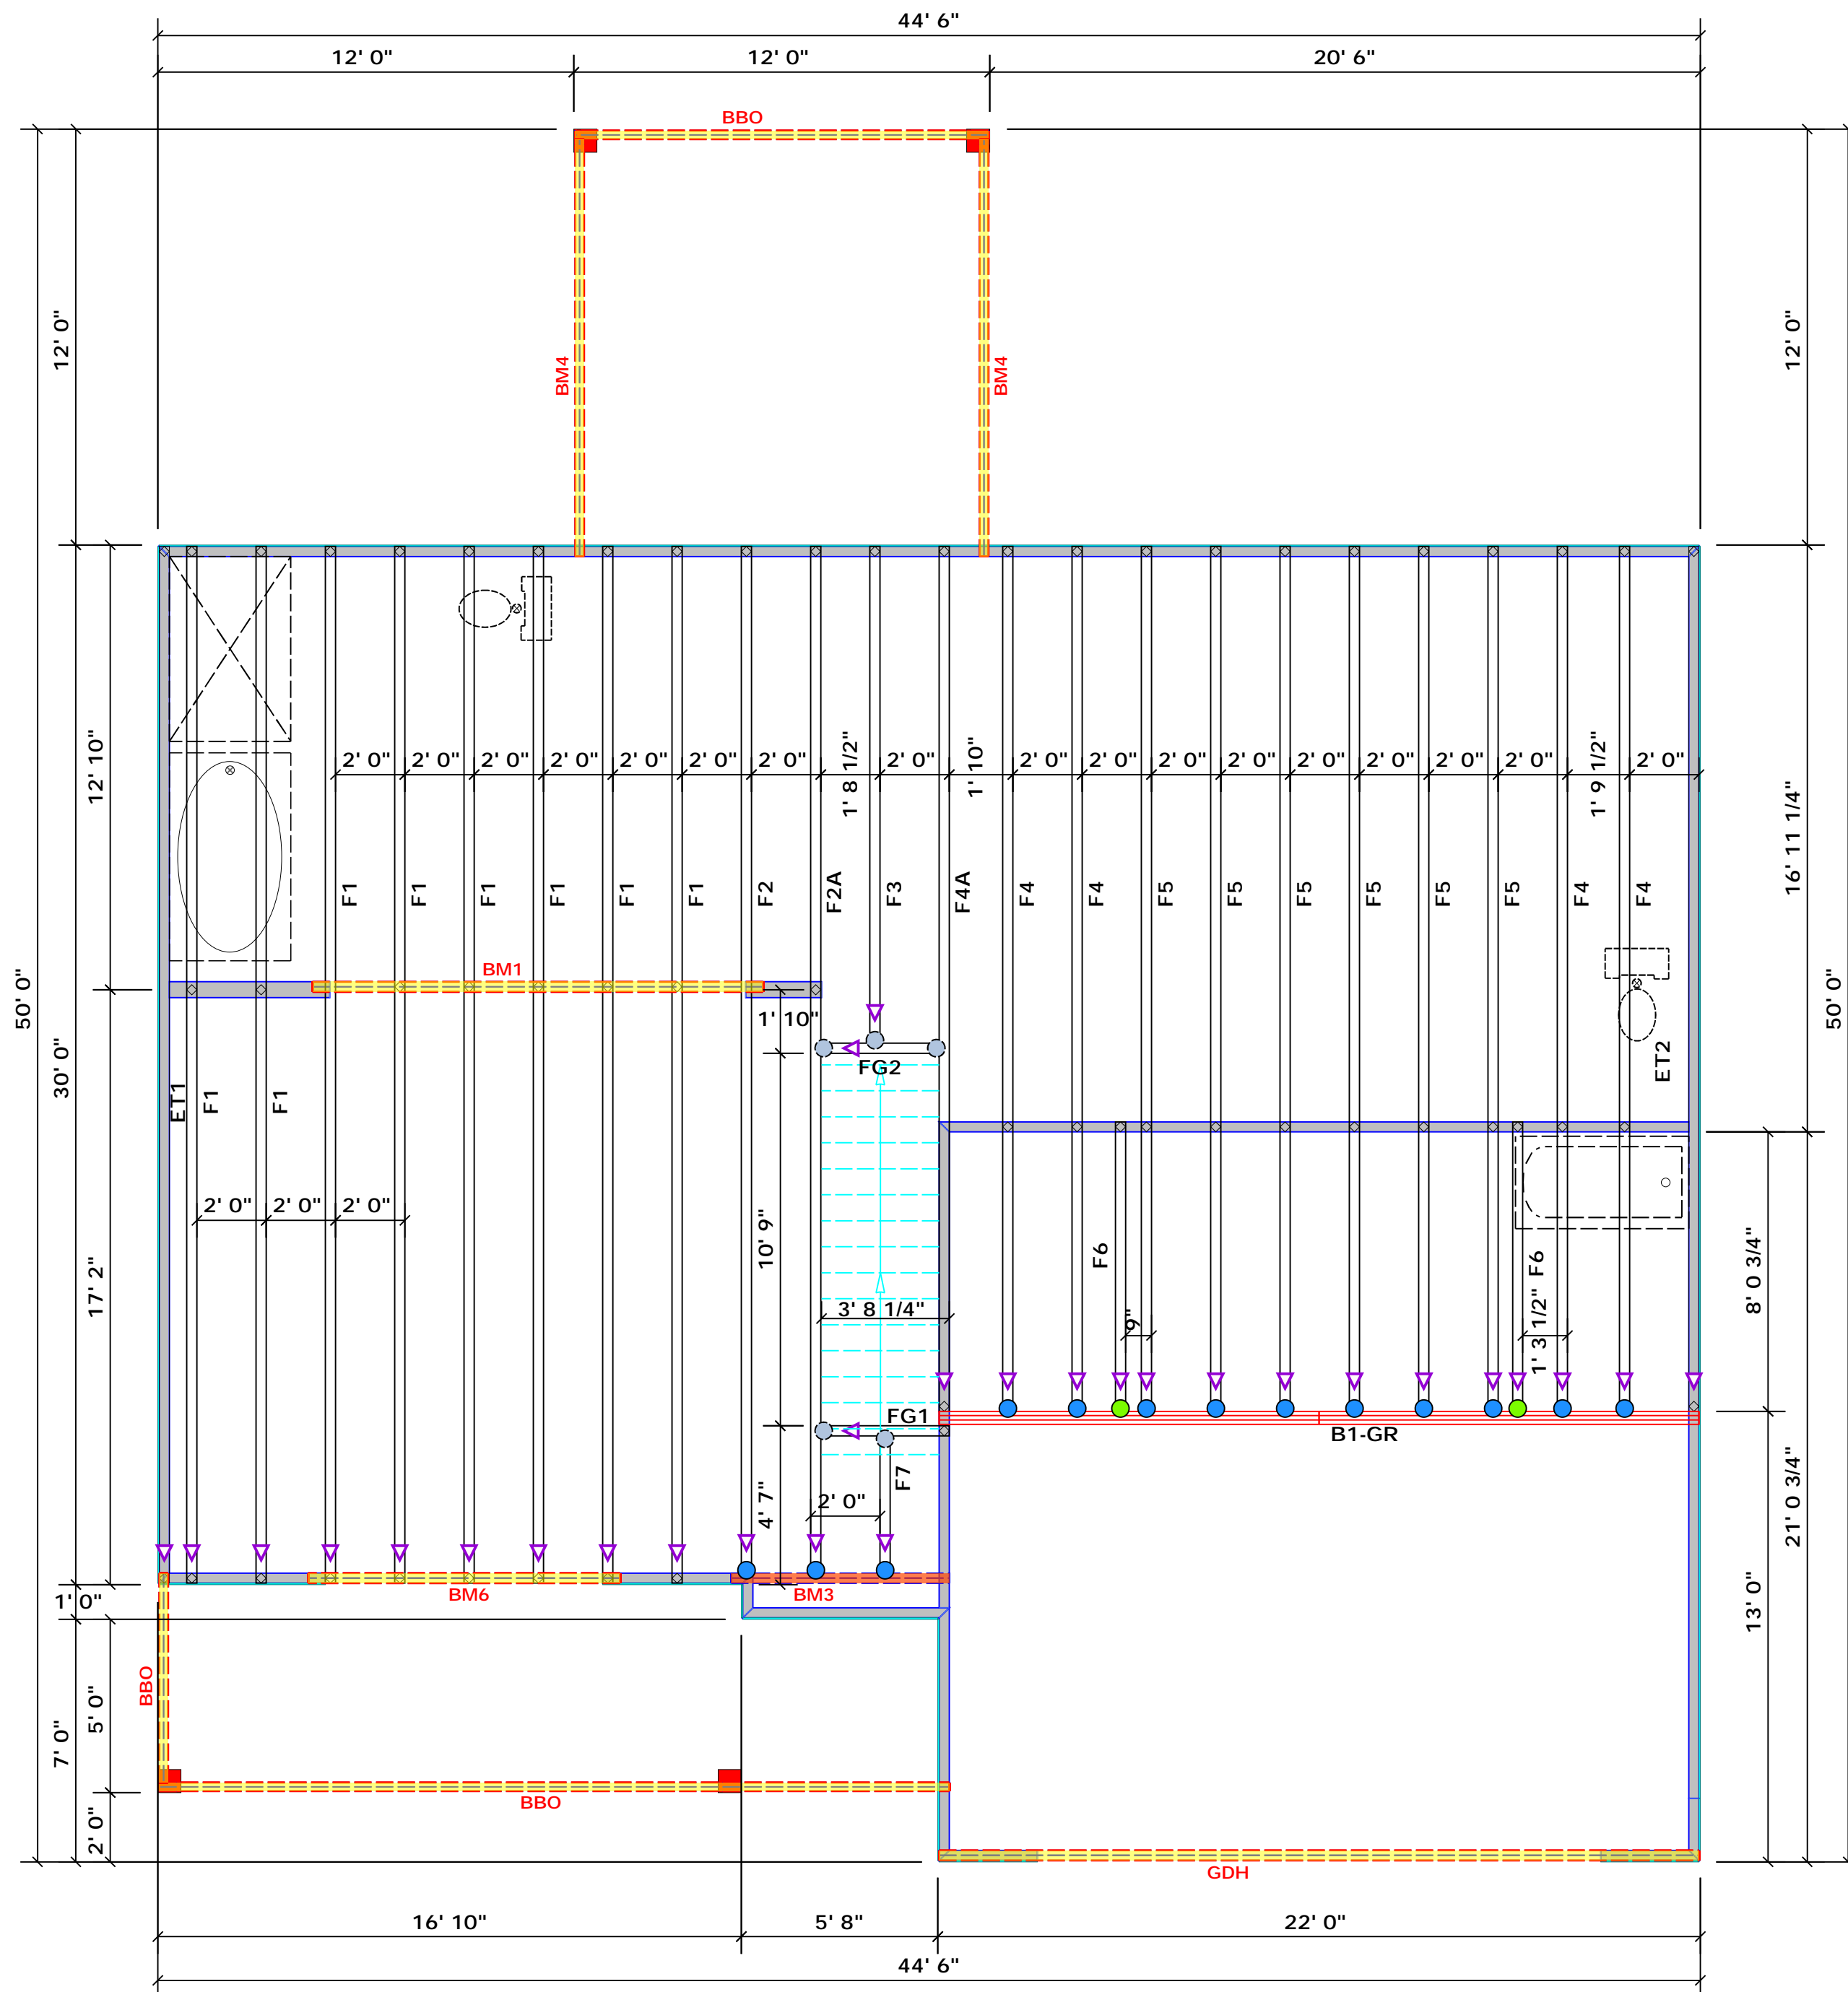 44' 6"
12' 0"
12' 0"
20' 6"
BBO
12' 0"
BM4
BM4
12' 0"
2' 0"
2' 0"
2' 0"
2' 0"
2' 0"
2' 0"
2' 0"
1' 8 1/2"
2' 0"
1' 10"
2' 0"
2' 0"
2' 0"
2' 0"
2' 0"
2' 0"
2' 0"
2' 0"
1' 9 1/2"
2' 0"
12' 10"
16' 11 1/4"
F1
F1
F1
F1
F1
F1
F2
F2A
F3
F4A
F4
F4
F5
F5
F5
F5
F5
F5
F4
F4
BM1
50' 0"
50' 0"
1' 10"
30' 0"
FG2
ET2
ET1
F1
F1
2' 0"
2' 0"
2' 0"
10' 9"
F6
F6
17' 2"
8' 0 3/4"
3' 8 1/4"
9"
1' 3 1/2"
FG1
B1-GR
F7
4' 7"
2' 0"
21' 0 3/4"
BM6
BM3
1' 0"
13' 0"
BBO
5' 0"
7' 0"
BBO
2' 0"
GDH
16' 10"
5' 8"
22' 0"
44' 6"